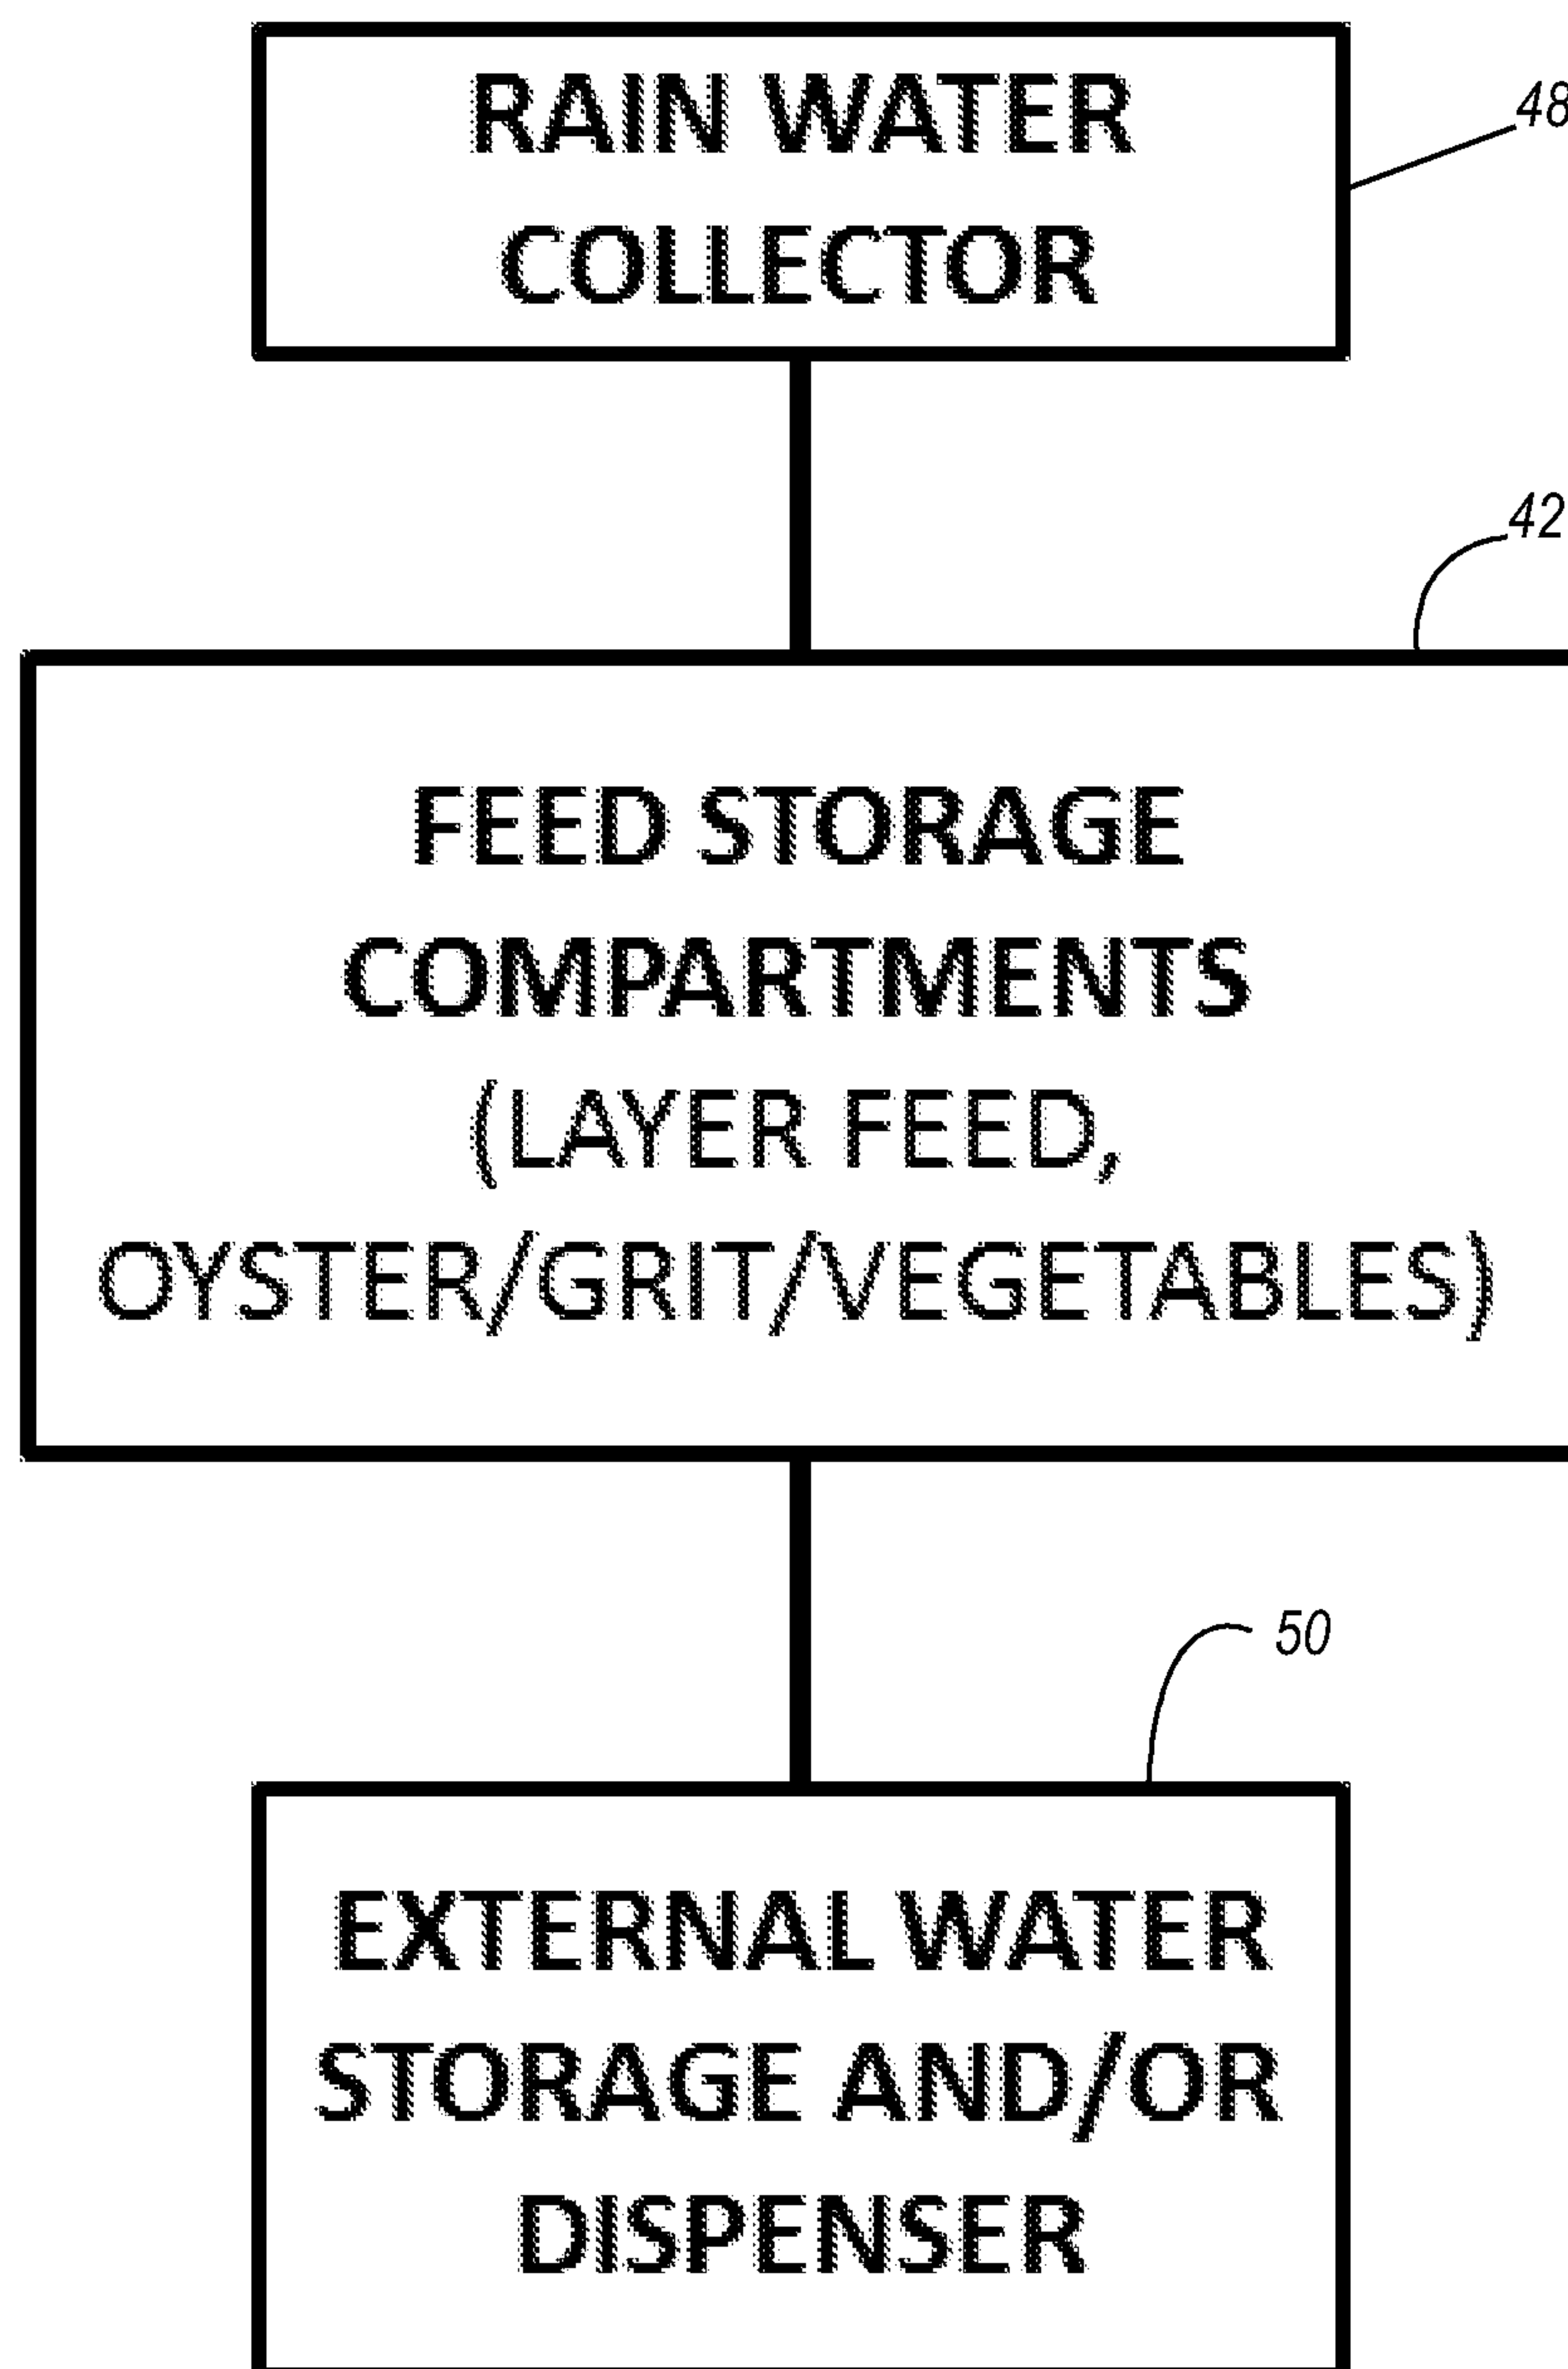 RAIN WATER
COLLECTOR
48
42
FEED STORAGE
COMPARTMENTS
(LAYER FEED,
OYSTER/GRIT/VEGETABLES)
50
EXTERNAL WATER
STORAGE AND/OR
DISPENSER